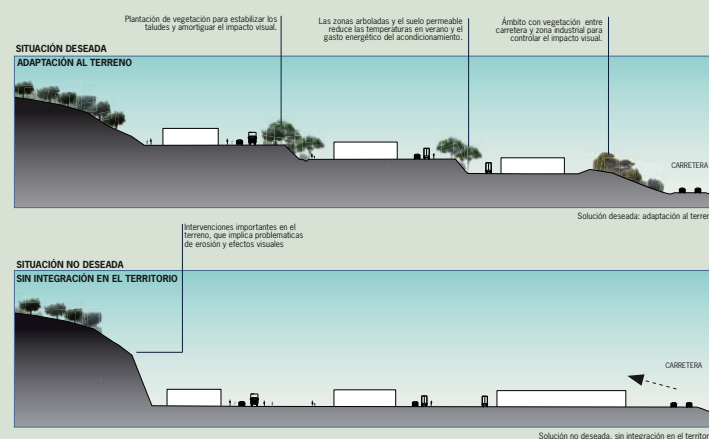 Plantación de vegetación para estabilizar los
taludes y amortiguar el impacto visual.
Las zonas arboladas y el suelo permeable
reduce las temperaturas en verano y el
gasto energético del acondicionamiento.
Ámbito con vegetación entre
carretera y zona industrial para
controlar el impacto visual.
SITUACIÓN DESEADA
ADAPTACIÓN AL TERRENO
CARRETERA
Solución deseada: adaptación al terren
Intervenciones importantes en el
terreno, que implica problematicas
de erosión y efectos visuales
SITUACIÓN NO DESEADA
SIN INTEGRACIÓN EN EL TERRITORIO
CARRETERA
Solución no deseada, sin integración en el territor